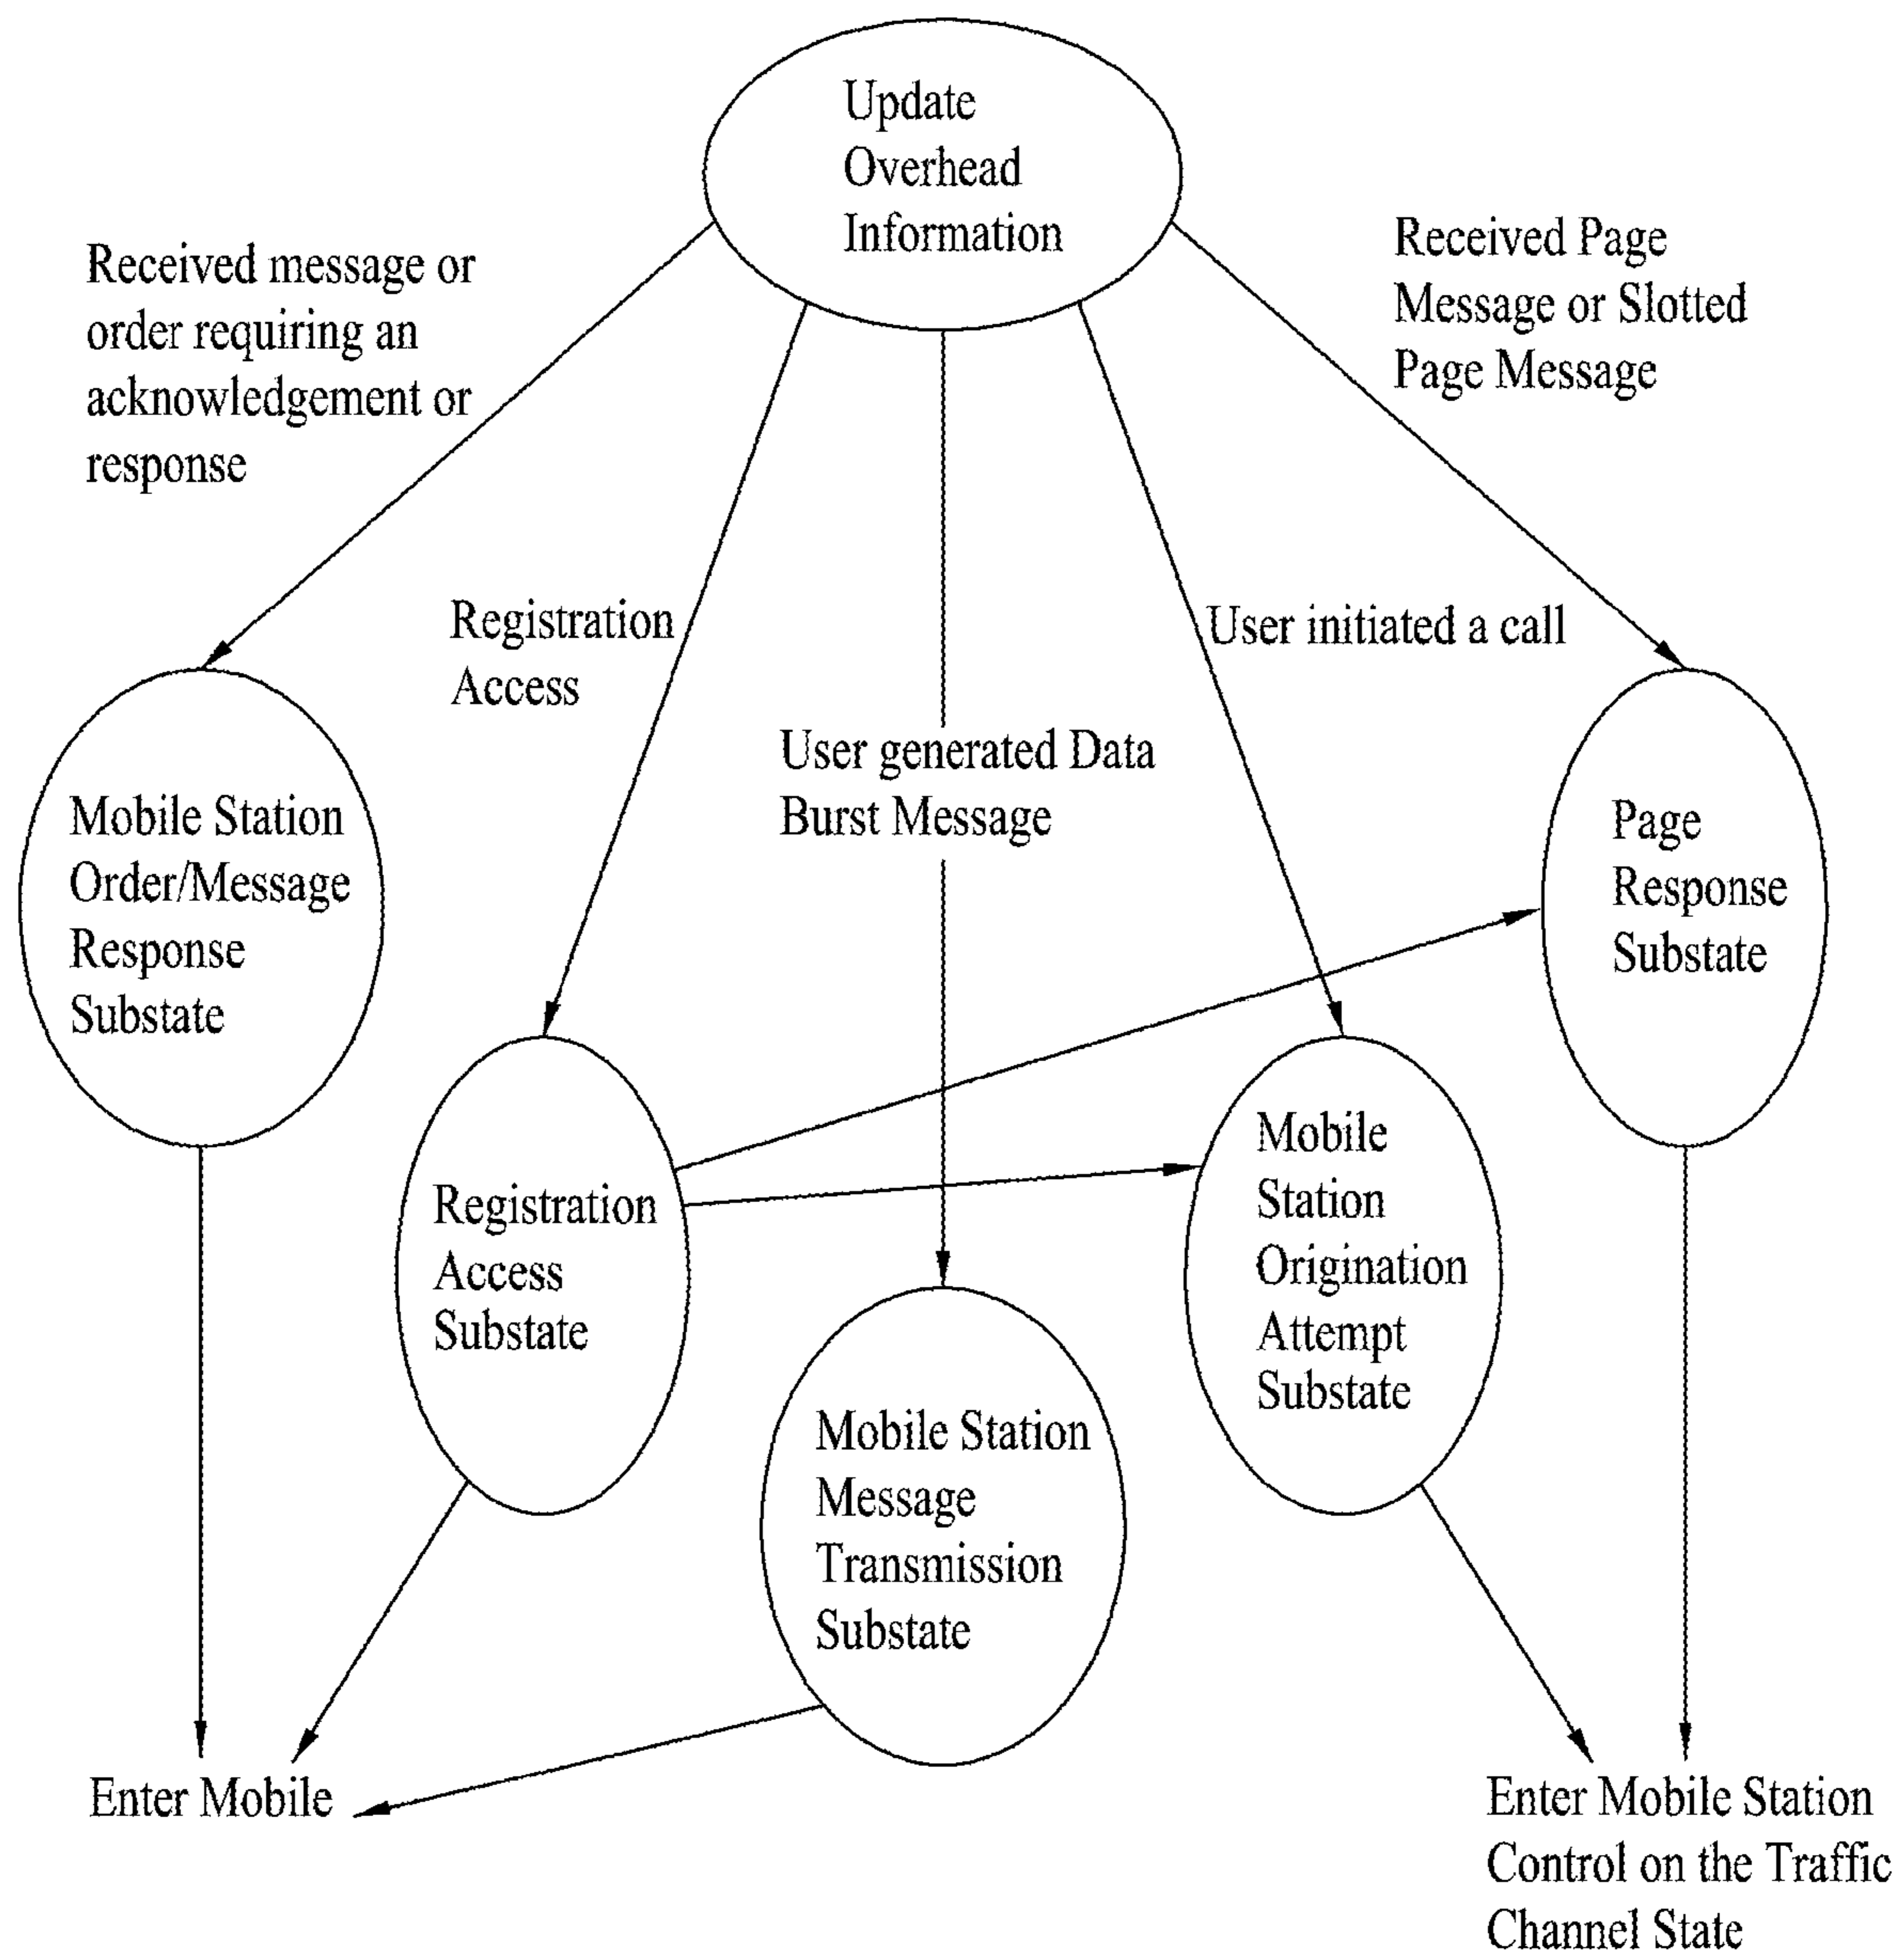 Update
Overhead
Information
Received message or
order requiring an
acknowledgement or
response
Received Page
Message or Slotted
Page Message
Registration
Access
User initiated a call
User generated Data
Burst Message
Mobile Station
Order/Message
Response
Substate
Page
Response
Substate
Registration
Access
Substate
Mobile
Station
Origination
Attempt
Substate
Mobile Station
Message
Transmission
Substate
Enter Mobile
Enter Mobile Station
Control on the Traffic
Channel State